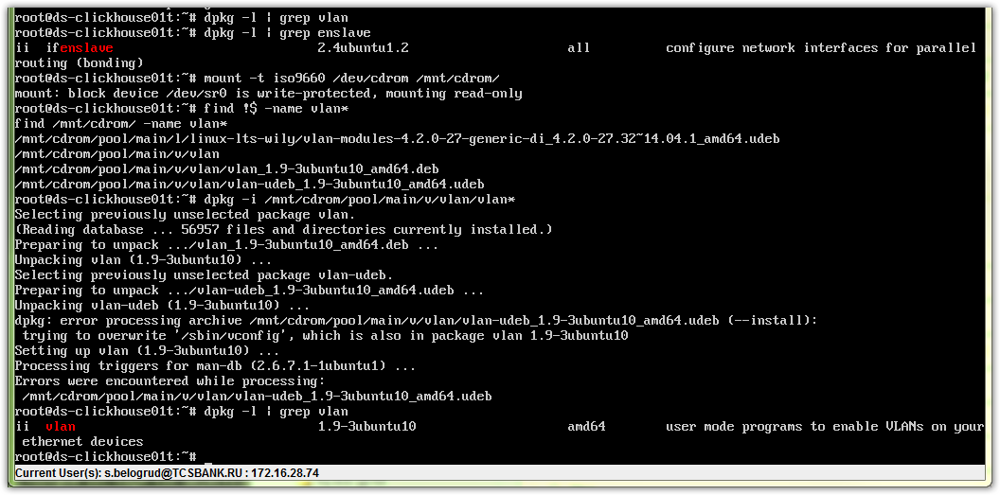 root@ds-clickhouse01t:~# dpkg -l | grep vlan
root@ds-clickhouse01t:~# dpkg -l | grep enslave
ii  ifenslave                           2.4ubuntu1.2                     all          configure network interfaces for parallel
routing (bonding)
root@ds-clickhouse01t:~# mount -t iso9660 /dev/cdrom /mnt/cdrom/
mount: block device /dev/sr0 is write-protected, mounting read-only
root@ds-clickhouse01t:~# find !$ -name vlan*
find /mnt/cdrom/ -name vlan*
/mnt/cdrom/pool/main/l/linux-lts-wily/vlan-modules-4.2.0-27-generic-di_4.2.0-27.32~14.04.1_amd64.udeb
/mnt/cdrom/pool/main/v/vlan
/mnt/cdrom/pool/main/v/vlan/vlan_1.9-3ubuntu10_amd64.deb
/mnt/cdrom/pool/main/v/vlan/vlan-udeb_1.9-3ubuntu10_amd64.udeb
root@ds-clickhouse01t:~# dpkg -i /mnt/cdrom/pool/main/v/vlan/vlan*
Selecting previously unselected package vlan.
(Reading database ... 56957 files and directories currently installed.)
Preparing to unpack .../vlan_1.9-3ubuntu10_amd64.deb ...
Unpacking vlan (1.9-3ubuntu10) ...
Selecting previously unselected package vlan-udeb.
Preparing to unpack .../vlan-udeb_1.9-3ubuntu10_amd64.udeb ...
Unpacking vlan-udeb (1.9-3ubuntu10) ...
dpkg: error processing archive /mnt/cdrom/pool/main/v/vlan/vlan-udeb_1.9-3ubuntu10_amd64.udeb (--install):
 trying to overwrite '/sbin/vconfig', which is also in package vlan 1.9-3ubuntu10
Setting up vlan (1.9-3ubuntu10) ...
Processing triggers for man-db (2.6.7.1-1ubuntu1) ...
Errors were encountered while processing:
 /mnt/cdrom/pool/main/v/vlan/vlan-udeb_1.9-3ubuntu10_amd64.udeb
root@ds-clickhouse01t:~# dpkg -l | grep vlan
ii  vlan                                1.9-3ubuntu10                    amd64        user mode programs to enable VLANs on your
 ethernet devices
root@ds-clickhouse01t:~# _
Current User(s): s.belogrud@TCSBANK.RU : 172.16.28.74